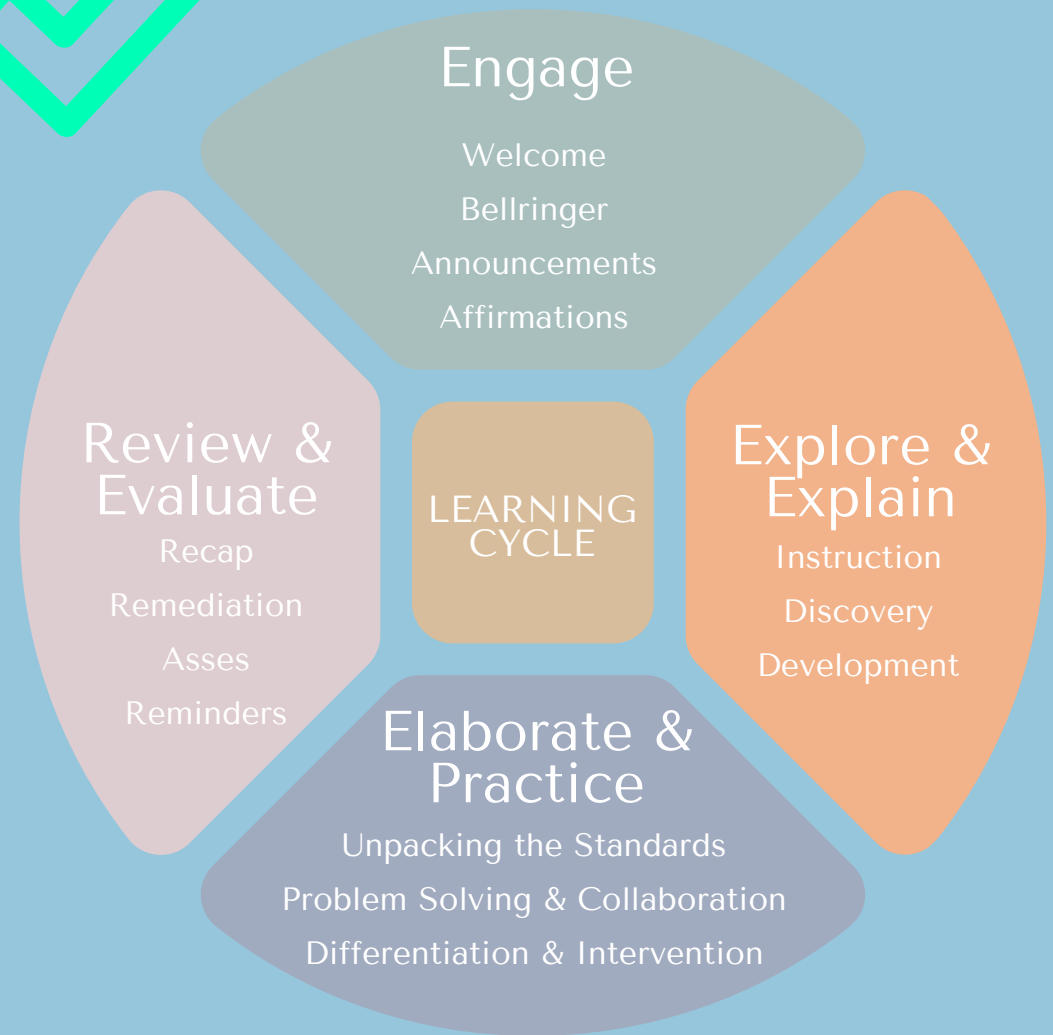 Engage
Welcome
Bellringer
Announcements
Affirmations
Explore &
Explain
Instruction
Discovery
Development
Elaborate &
Practice
Unpacking the Standards
Problem Solving & Collaboration
Differentiation & Intervention
Review &
Evaluate
Recap
Remediation
Asses
Reminders
LEARNING
CYCLE